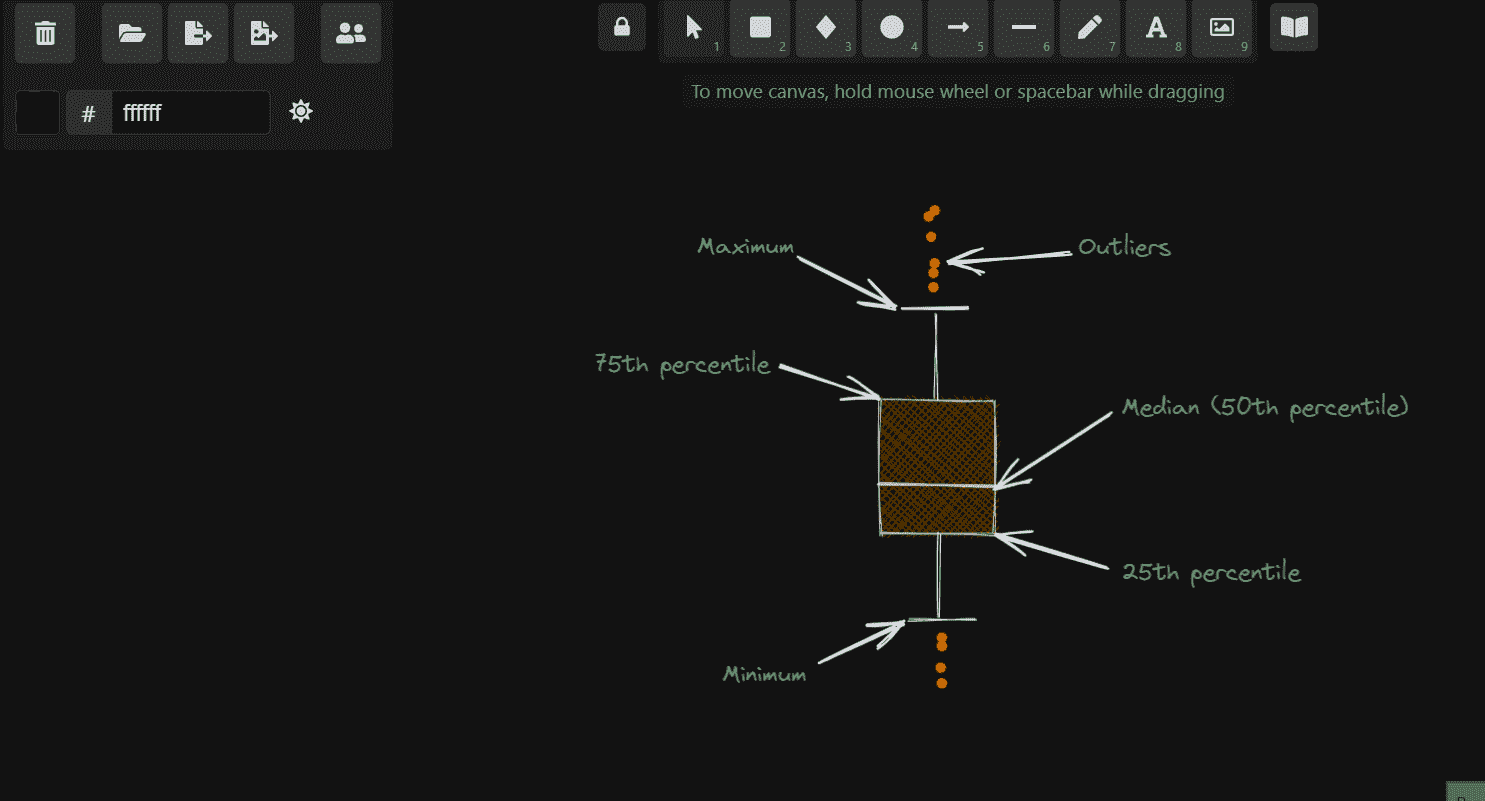 1
2
3
4
5
6
7
A
8
9
# ffffff
To move canvas, hold mouse wheel or spacebar while dragging
Maximum
Outliers
75th percentile
Median (50th percentile)
25th percentile
Minimum